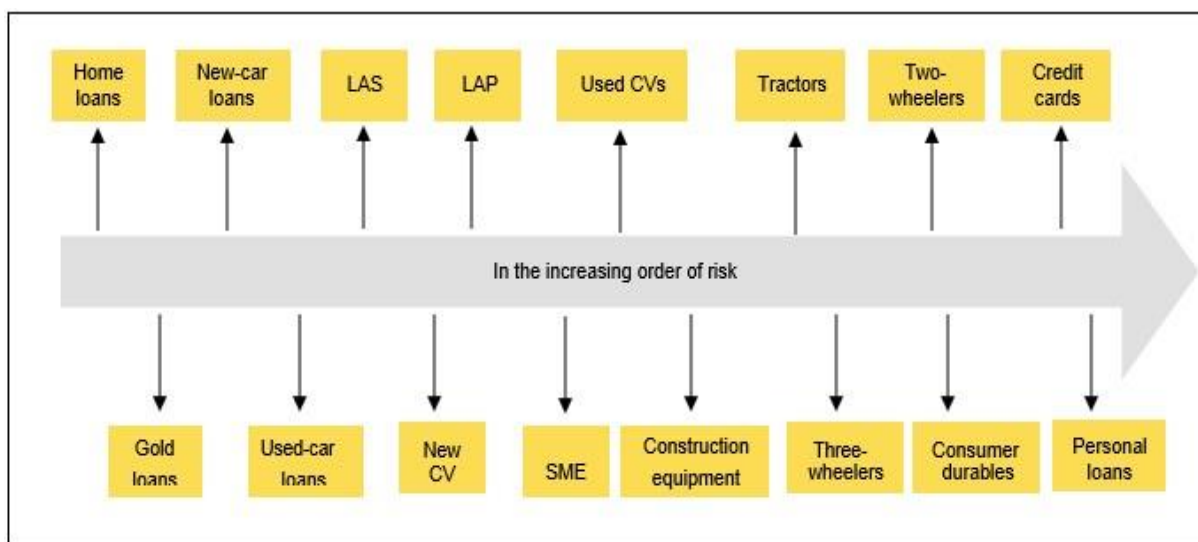 Home
loans
New-car
loans
LAS
LAP
Used CVs
Tractors
Two-
wheelers
Credit
cards
In the increasing order of risk
Gold
loans
Used-car
loans
New
CV
SME
Construction
equipment
Three-
wheelers
Consumer
durables
Personal
loans